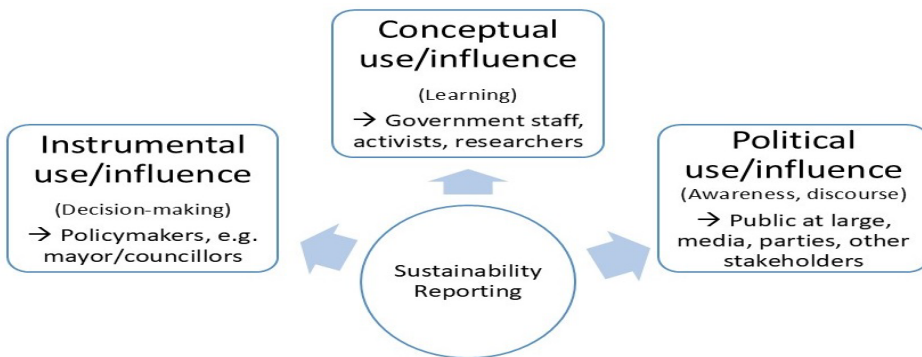 Conceptual
use/influence
(Learning)
→ Government staff,
activists, researchers
Instrumental
use/influence
(Decision-making)
→ Policymakers, e.g.
mayor/councillors
Political
use/influence
(Awareness, discourse)
→ Public at large,
media, parties, other
stakeholders
Sustainability
Reporting